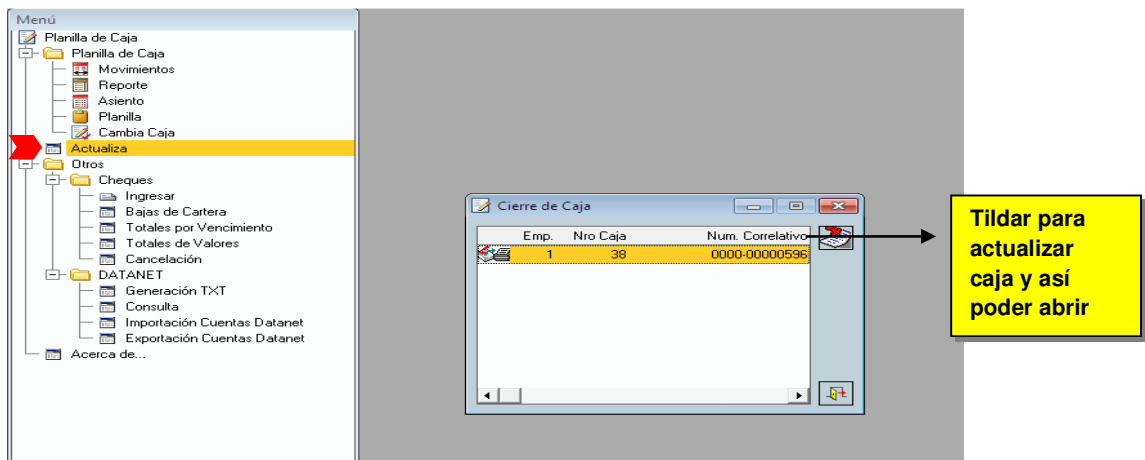 Menú
Planilla de Caja
Planilla de Caja
Movimientos
Reporte
Asiento
Planilla
Cambia Caja
Actualiza
Otros
Cheques
Ingresar
Bajas de Cartera
Totales por Vencimiento
Totales de Valores
Cancelación
DATANET
Generación TXT
Consulta
Importación Cuentas Datanet
Exportación Cuentas Datanet
Acerca de...
Cierre de Caja
Emp. Nro Caja Num. Correlativo
1 38 0000-00000596
Tildar para
actualizar
caja y así
poder abrir